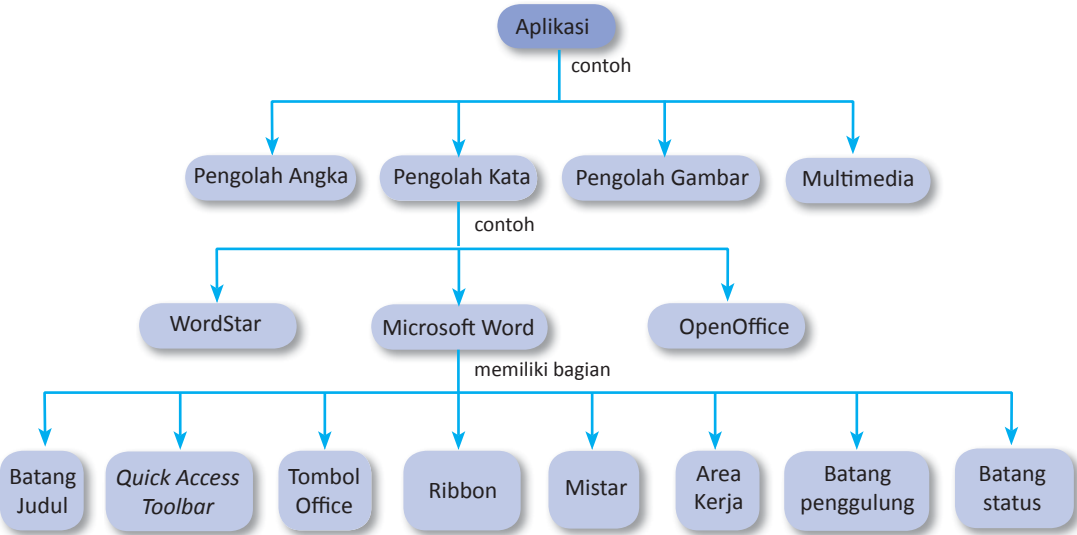 Aplikasi
contoh
Pengolah Angka
Pengolah Kata
Pengolah Gambar
Multimedia
contoh
WordStar
Microsoft Word
OpenOffice
memiliki bagian
Batang
Judul
Quick Access
Toolbar
Tombol
Office
Ribbon
Mistar
Area
Kerja
Batang
penggulung
Batang
status